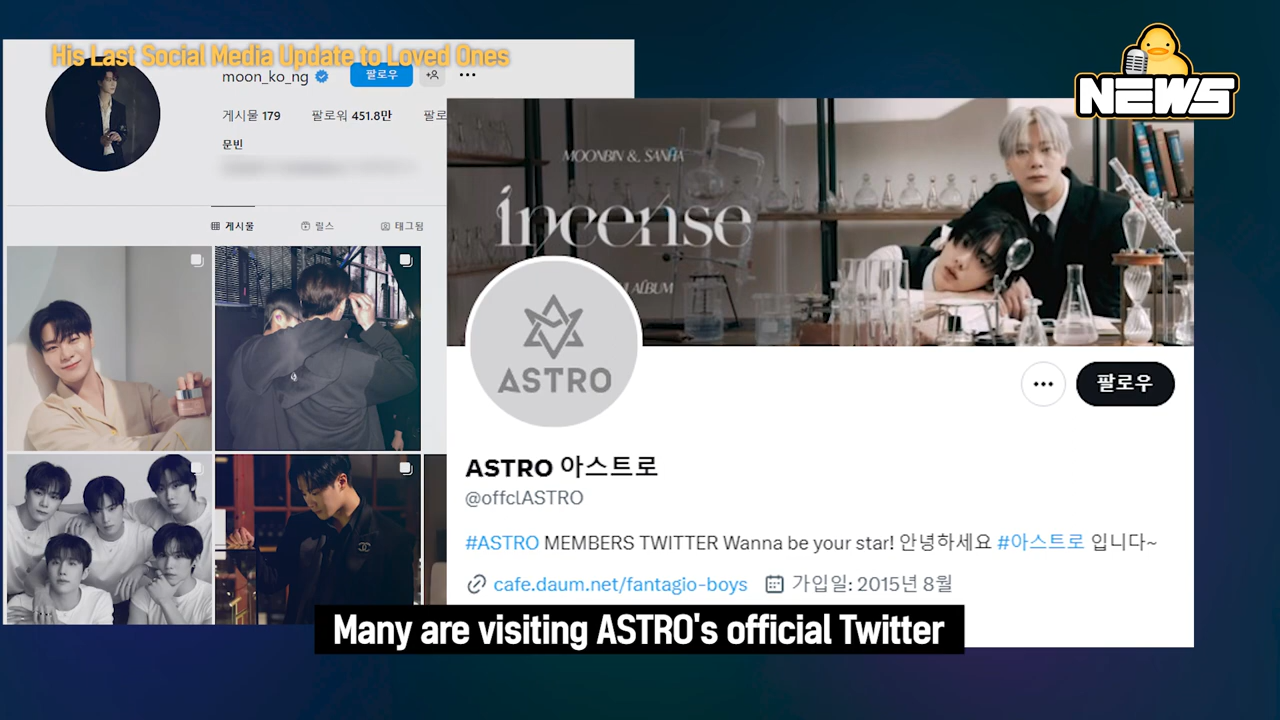 His Last Social Media Update to Loved Ones
NEWS
moon_ko_ng
팔로우
게시물 179 팔로워 451.8만 팔로
문빈
게시물 릴스 태그됨
MOONBIN & SANHA
incense
ALBUM
ASTRO
팔로우
ASTRO 아스트로
@offclASTRO
#ASTRO MEMBERS TWITTER Wanna be your star! 안녕하세요 #아스트로 입니다~
cafe.daum.net/fantagio-boys 가입일: 2015년 8월
Many are visiting ASTRO's official Twitter